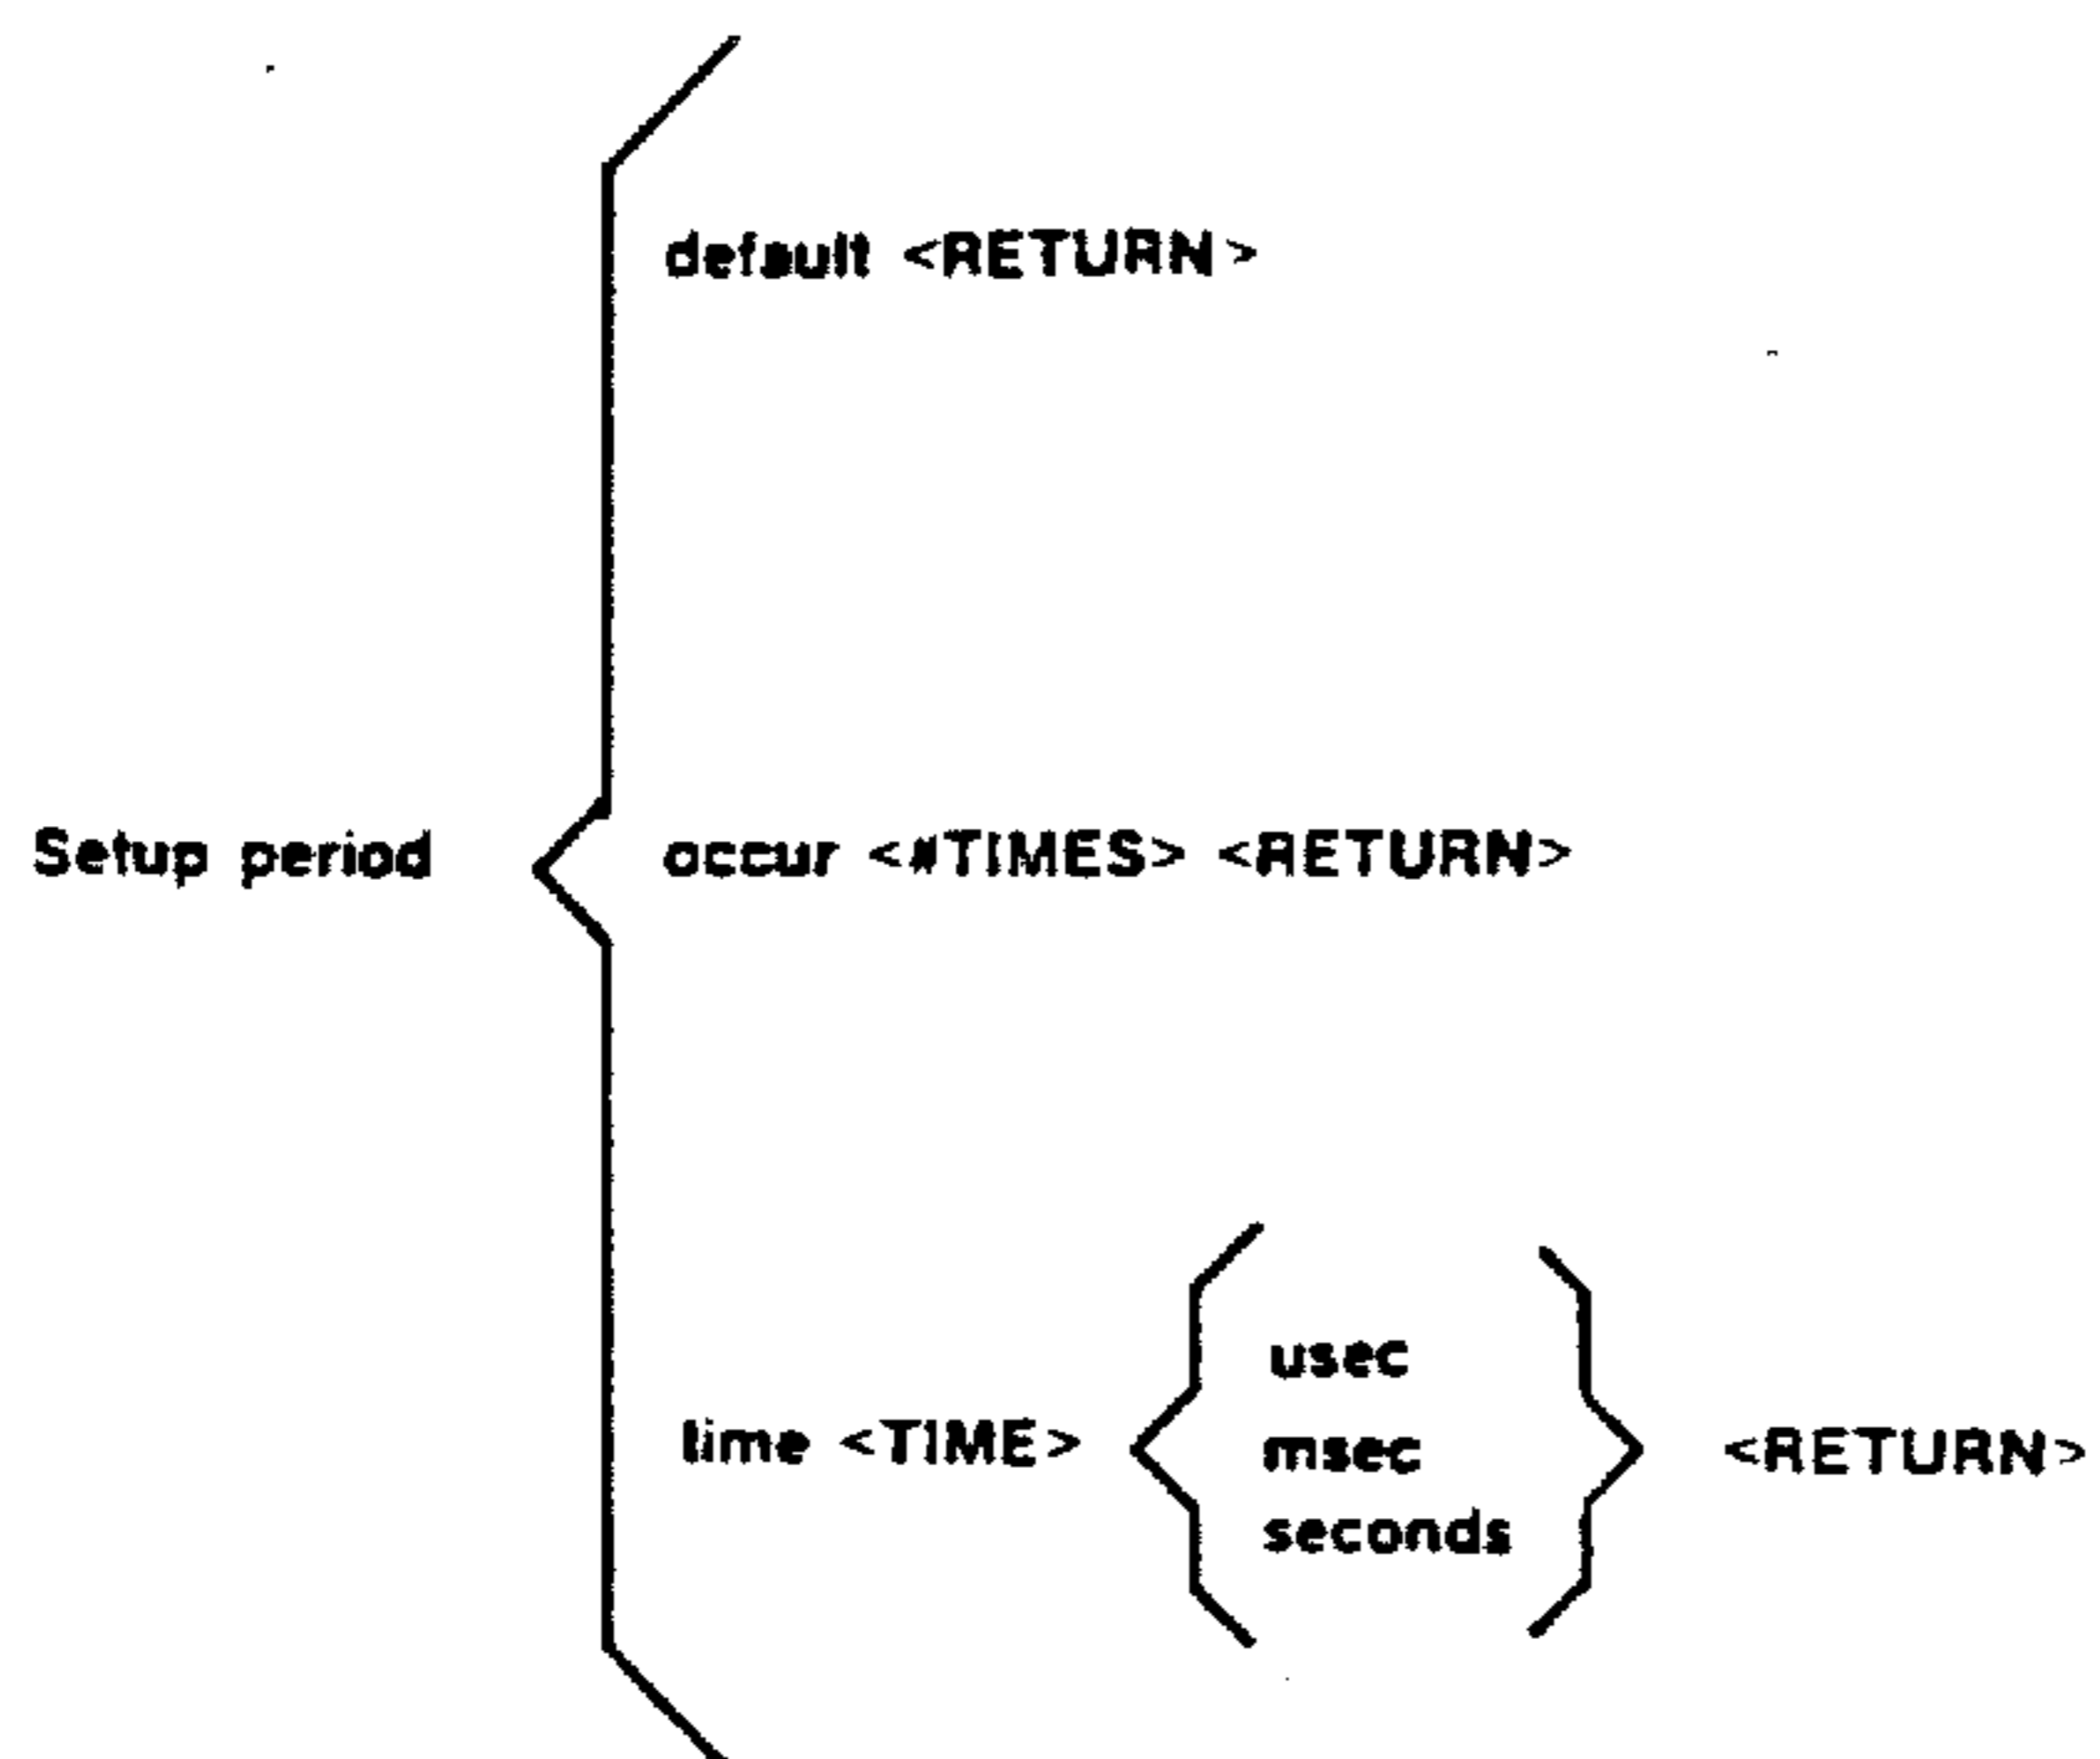 default <RETURN>
Setup period occur <#TIMES> <RETURN>
usec
time <TIME> msec <RETURN>
seconds